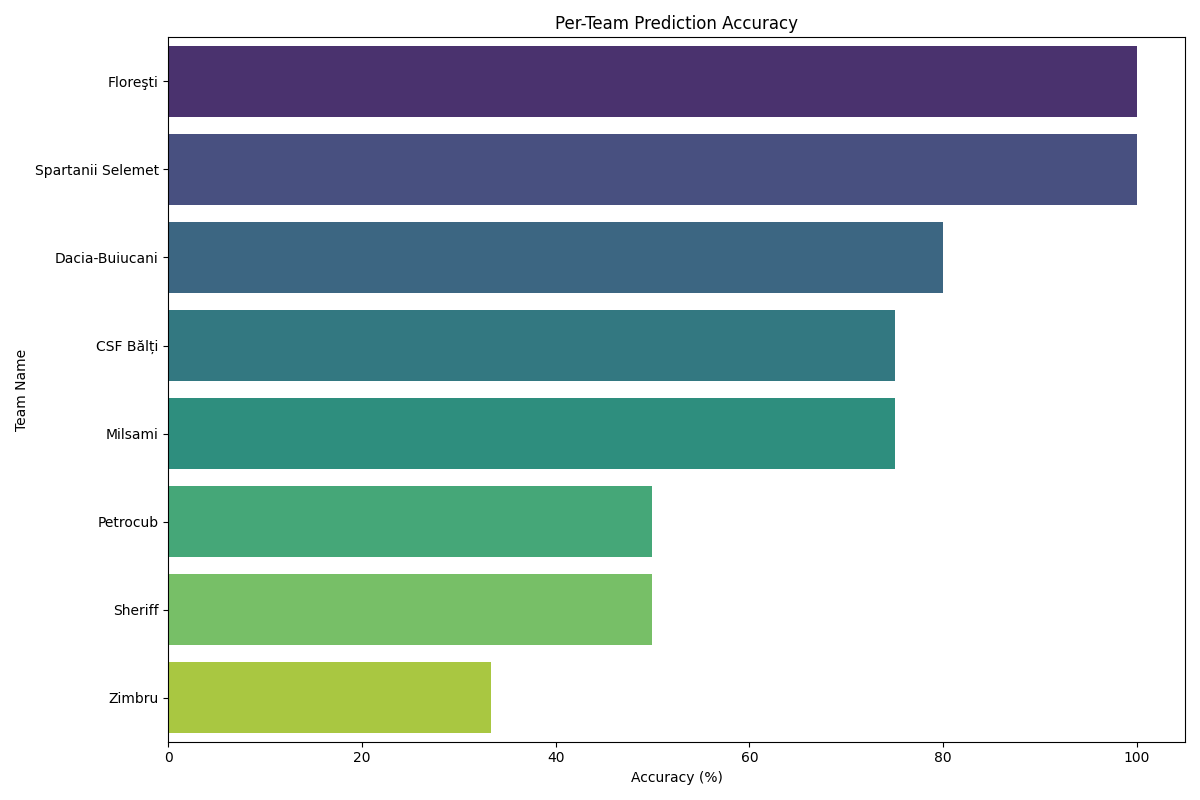 Per-Team Prediction Accuracy
Floreşti
Spartanii Selemet
Dacia-Buiucani
CSF Bălți
Milsami
Petrocub
Sheriff
Zimbru
Team Name
0 20 40 60 80 100
Accuracy (%)